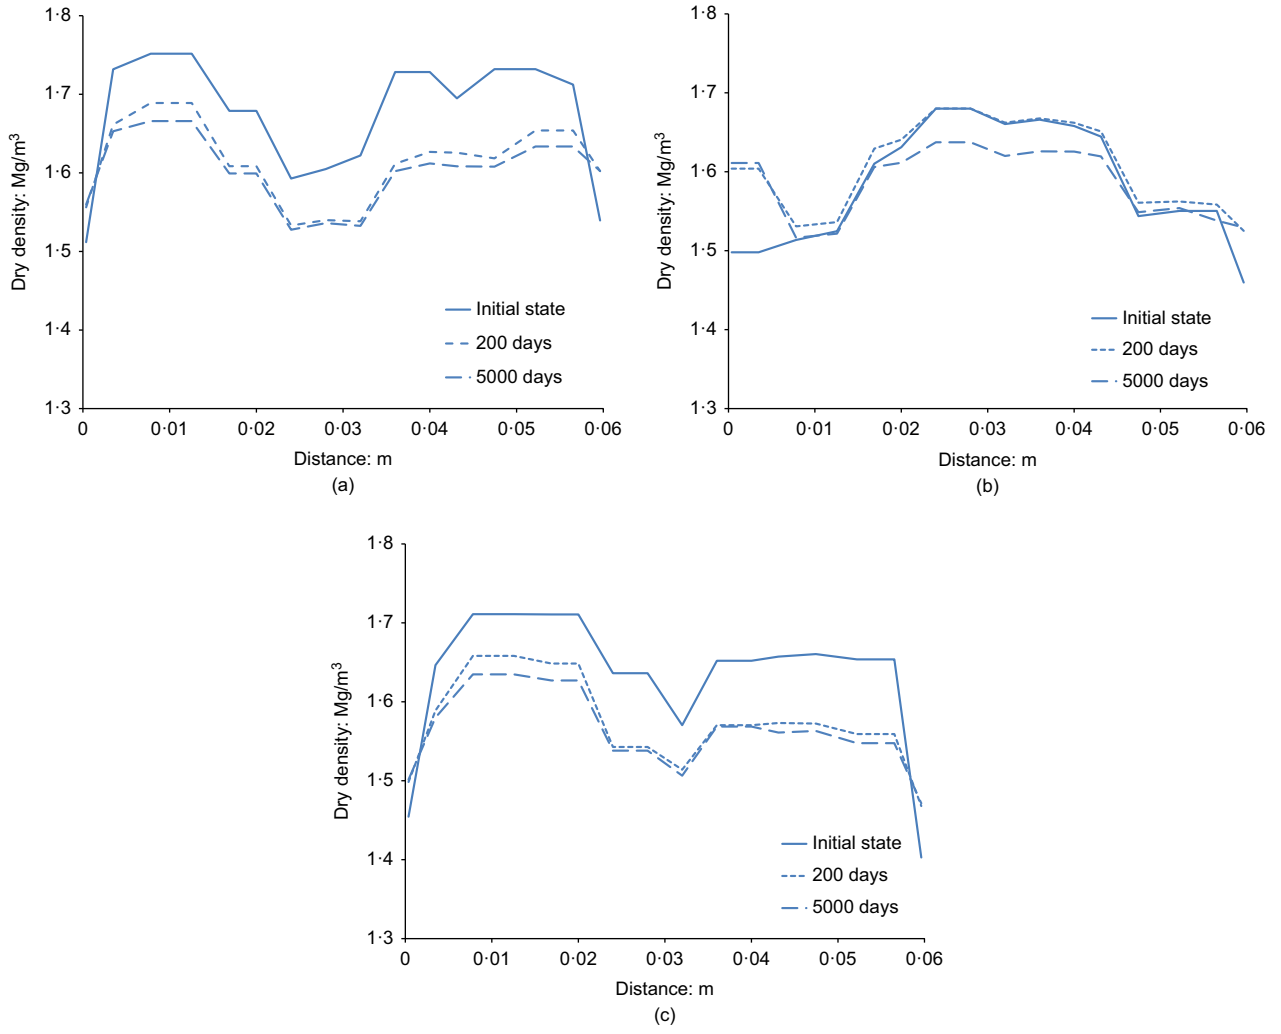 1·8
1·7
1·6
1·5
1·4
1·3
Dry density: Mg/m³
Initial state
200 days
5000 days
0 0·01 0·02 0·03 0·04 0·05 0·06
Distance: m
(a)
1·8
1·7
1·6
1·5
1·4
1·3
Dry density: Mg/m³
Initial state
200 days
5000 days
0 0·01 0·02 0·03 0·04 0·05 0·06
Distance: m
(b)
1·8
1·7
1·6
1·5
1·4
1·3
Dry density: Mg/m³
Initial state
200 days
5000 days
0 0·01 0·02 0·03 0·04 0·05 0·06
Distance: m
(c)